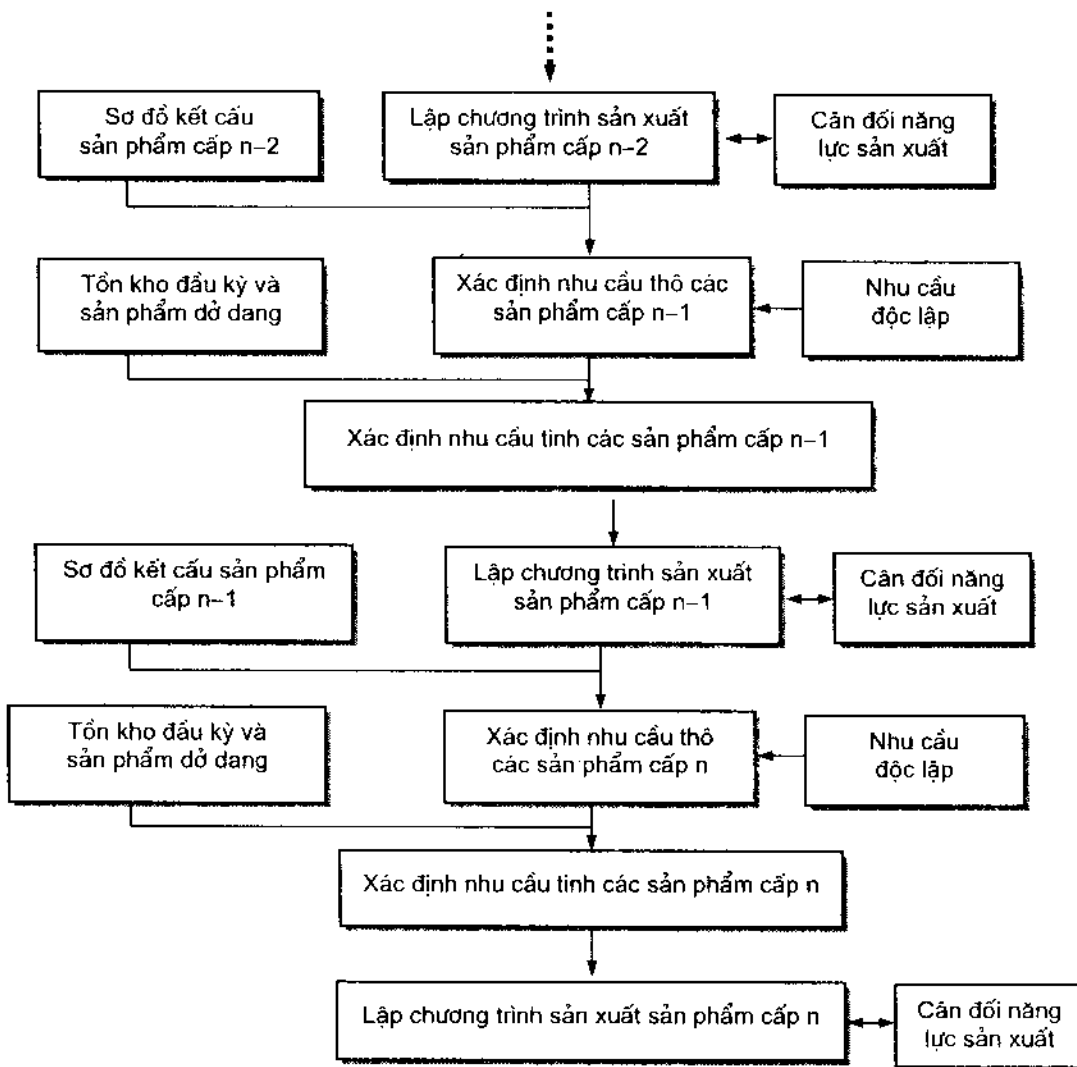 Sơ đồ kết cấu
sản phẩm cấp n–2
Lập chương trình sản xuất
sản phẩm cấp n–2
Cân đối năng
lực sản xuất
Tồn kho đầu kỳ và
sản phẩm dở dang
Xác định nhu cầu thô các
sản phẩm cấp n–1
Nhu cầu
độc lập
Xác định nhu cầu tinh các sản phẩm cấp n–1
Sơ đồ kết cấu sản phẩm
cấp n–1
Lập chương trình sản xuất
sản phẩm cấp n–1
Cân đối năng
lực sản xuất
Tồn kho đầu kỳ và
sản phẩm dở dang
Xác định nhu cầu thô
các sản phẩm cấp n
Nhu cầu
độc lập
Xác định nhu cầu tinh các sản phẩm cấp n
Lập chương trình sản xuất sản phẩm cấp n
Cân đối năng
lực sản xuất